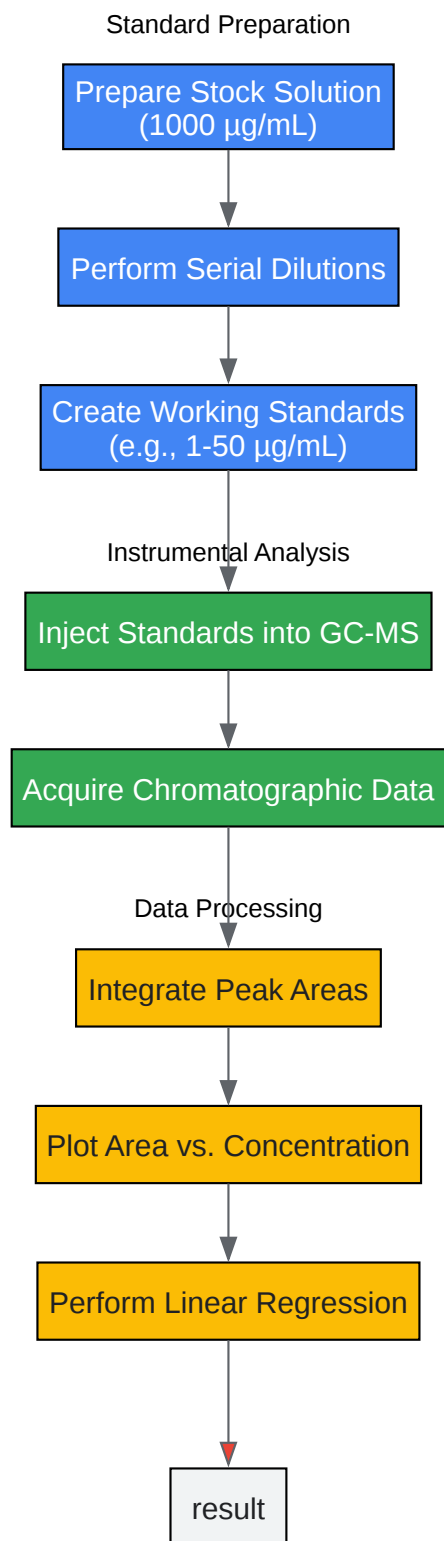 Standard Preparation
Prepare Stock Solution
(1000 µg/mL)
Perform Serial Dilutions
Create Working Standards
(e.g., 1-50 µg/mL)
Instrumental Analysis
Inject Standards into GC-MS
Acquire Chromatographic Data
Data Processing
Integrate Peak Areas
Plot Area vs. Concentration
Perform Linear Regression
result